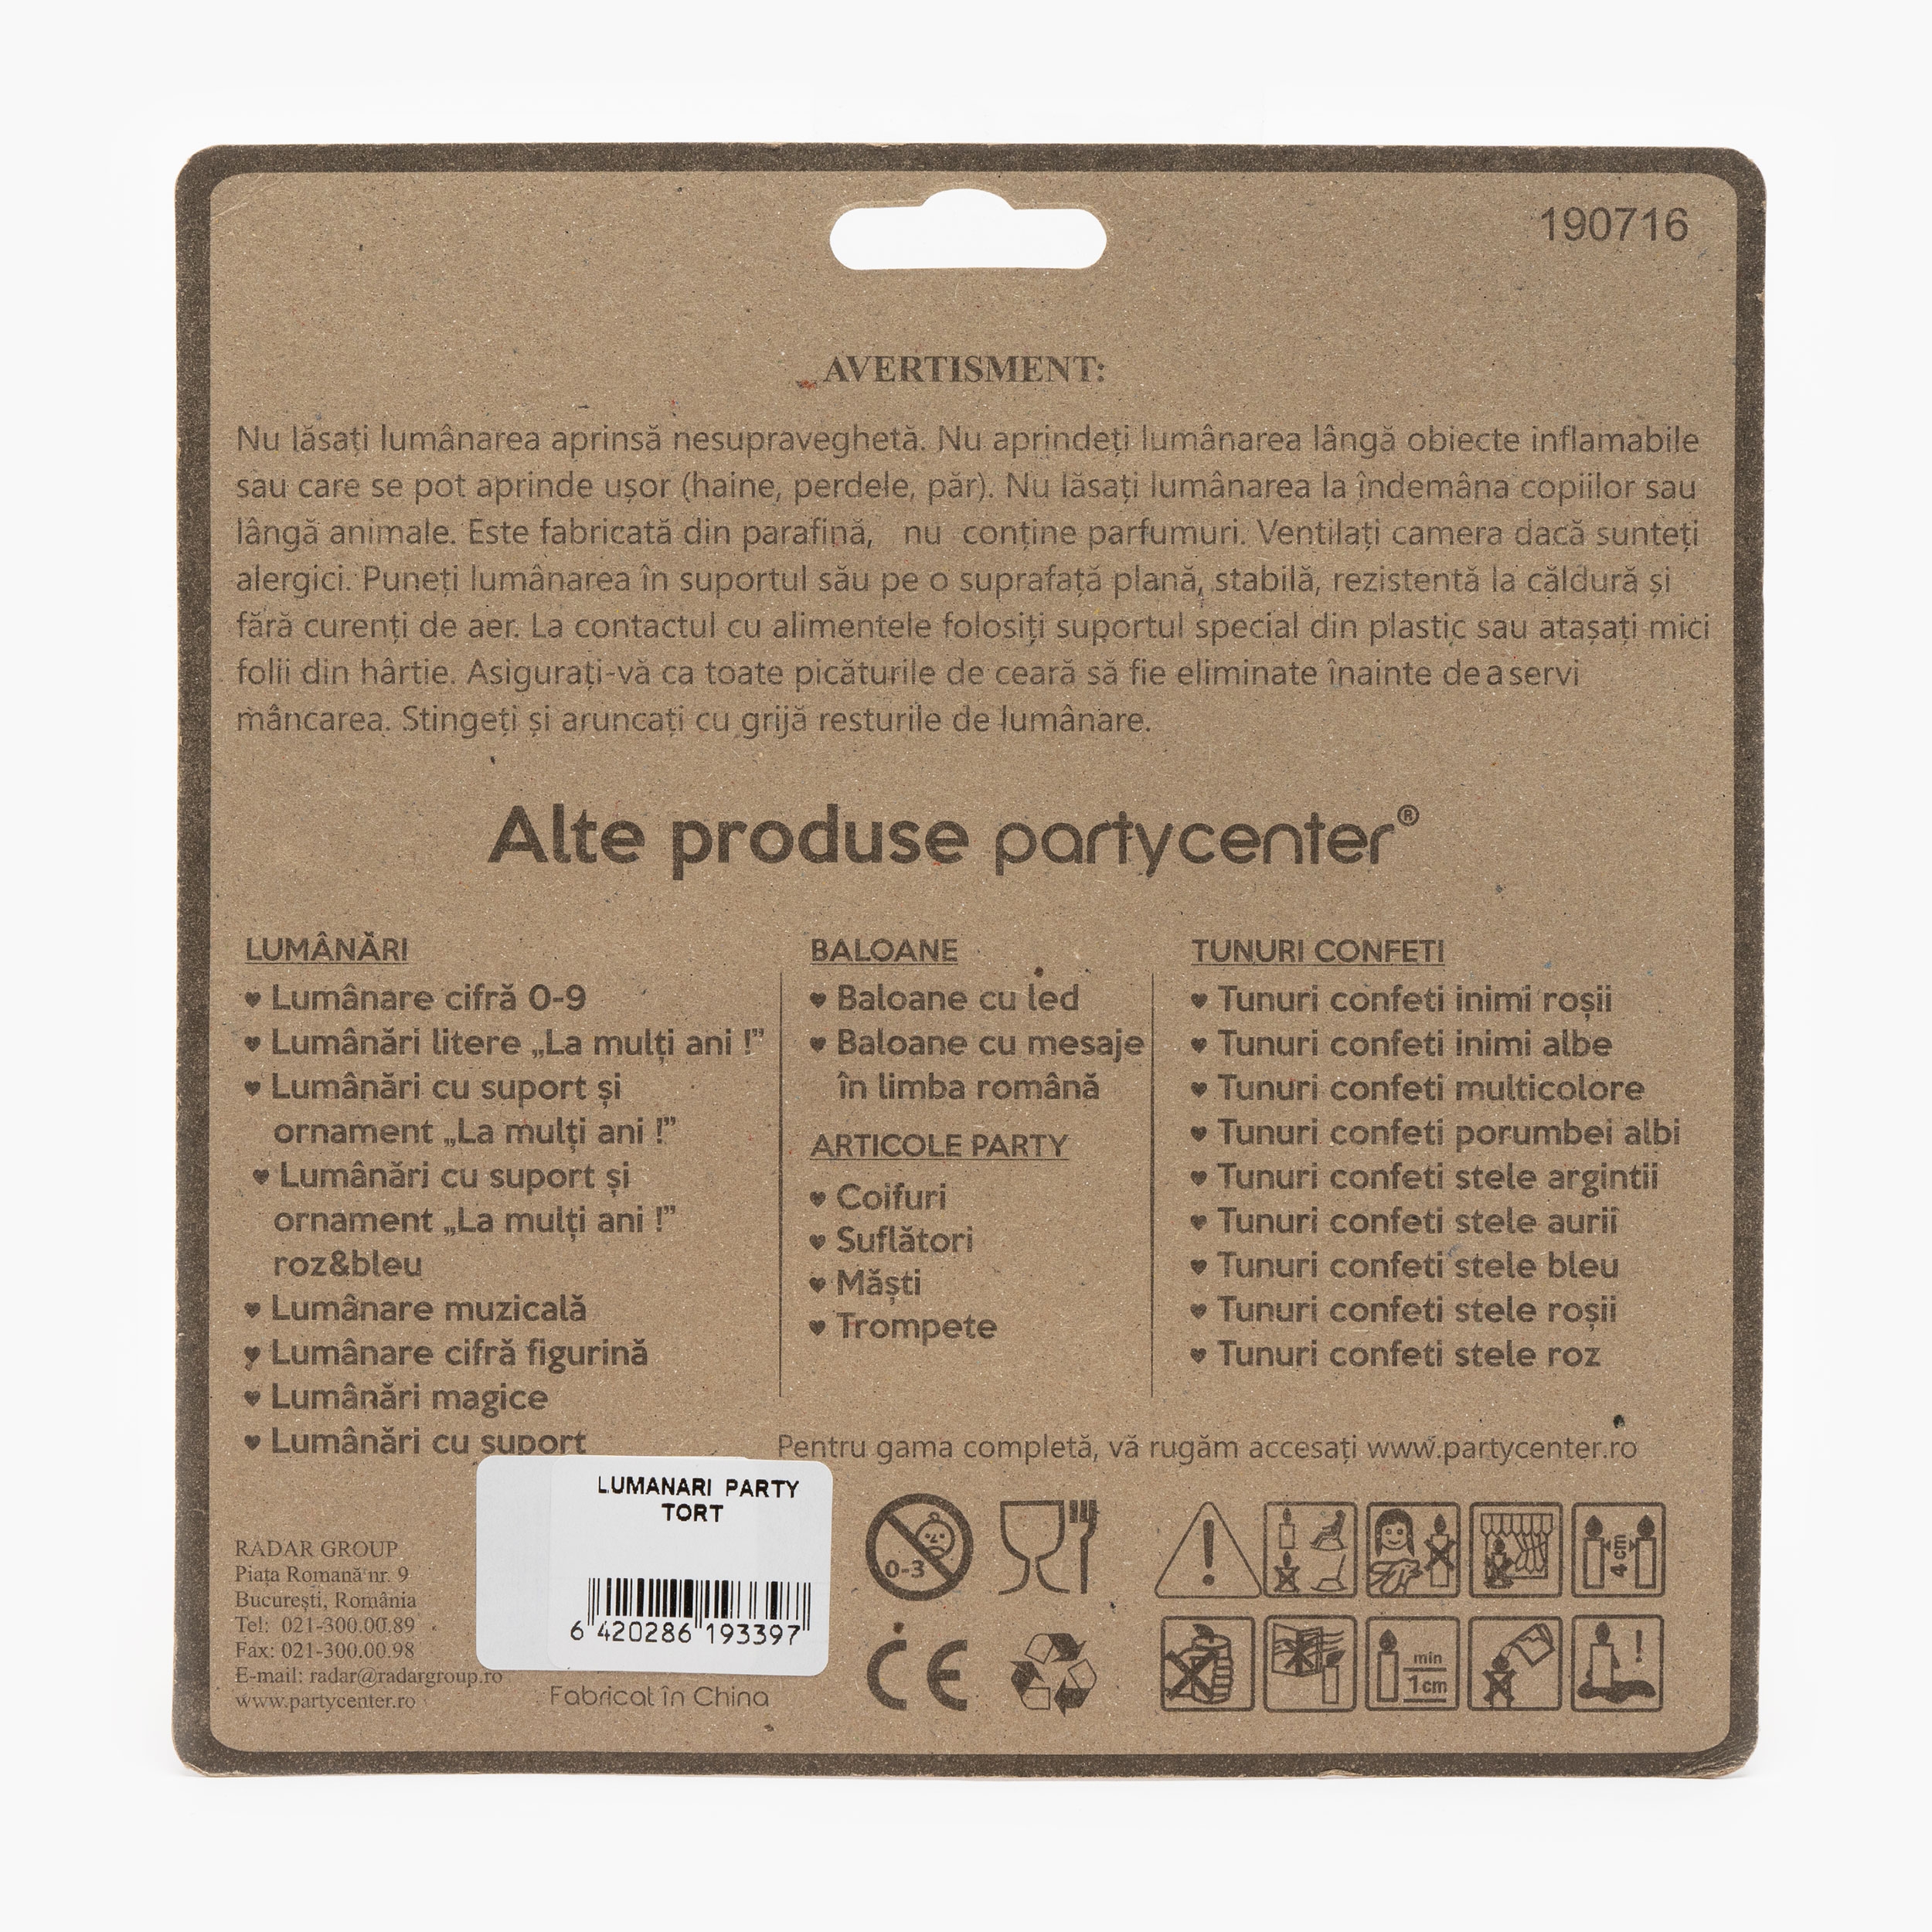 190716
AVERTISMENT:
Nu lăsați lumânarea aprinsă nesupraveghetă. Nu aprindeți lumânarea lângă obiecte inflamabile
sau care se pot aprinde ușor (haine, perdele, păr). Nu lăsați lumânarea la îndemâna copiilor sau
lângă animale. Este fabricată din parafină, nu conține parfumuri. Ventilați camera dacă sunteți
alergici. Puneți lumânarea în suportul său pe o suprafață plană, stabilă, rezistentă la căldură și
fără curenți de aer. La contactul cu alimentele folosiți suportul special din plastic sau atașați mici
folii din hârtie. Asigurați-vă ca toate picăturile de ceară să fie eliminate înainte de a servi
mâncarea. Stingeți și aruncați cu grijă resturile de lumânare.
Alte produse partycenter®
LUMÂNĂRI
Lumânare cifră 0-9
Lumânări litere „La mulți ani !”
Lumânări cu suport și
ornament „La mulți ani !”
Lumânări cu suport și
ornament „La mulți ani !”
roz&bleu
Lumânare muzicală
Lumânare cifră figurină
Lumânări magice
Lumânări cu suport
BALOANE
Baloane cu led
Baloane cu mesaje
în limba română
ARTICOLE PARTY
Coifuri
Suflători
Măști
Trompete
TUNURI CONFETI
Tunuri confeti inimi roșii
Tunuri confeti inimi albe
Tunuri confeti multicolore
Tunuri confeti porumbei albi
Tunuri confeti stele argintii
Tunuri confeti stele aurii
Tunuri confeti stele bleu
Tunuri confeti stele roșii
Tunuri confeti stele roz
Pentru gama completă, vă rugăm accesați www.partycenter.ro
LUMANARI PARTY
TORT
6 420286 193397
RADAR GROUP
Piața Romană nr. 9
București, România
Tel: 021-300.00.89
Fax: 021-300.00.98
E-mail: radar@radargroup.ro
www.partycenter.ro
Fabricat în China
0-3
CE
!
4 cm
min
1cm
!